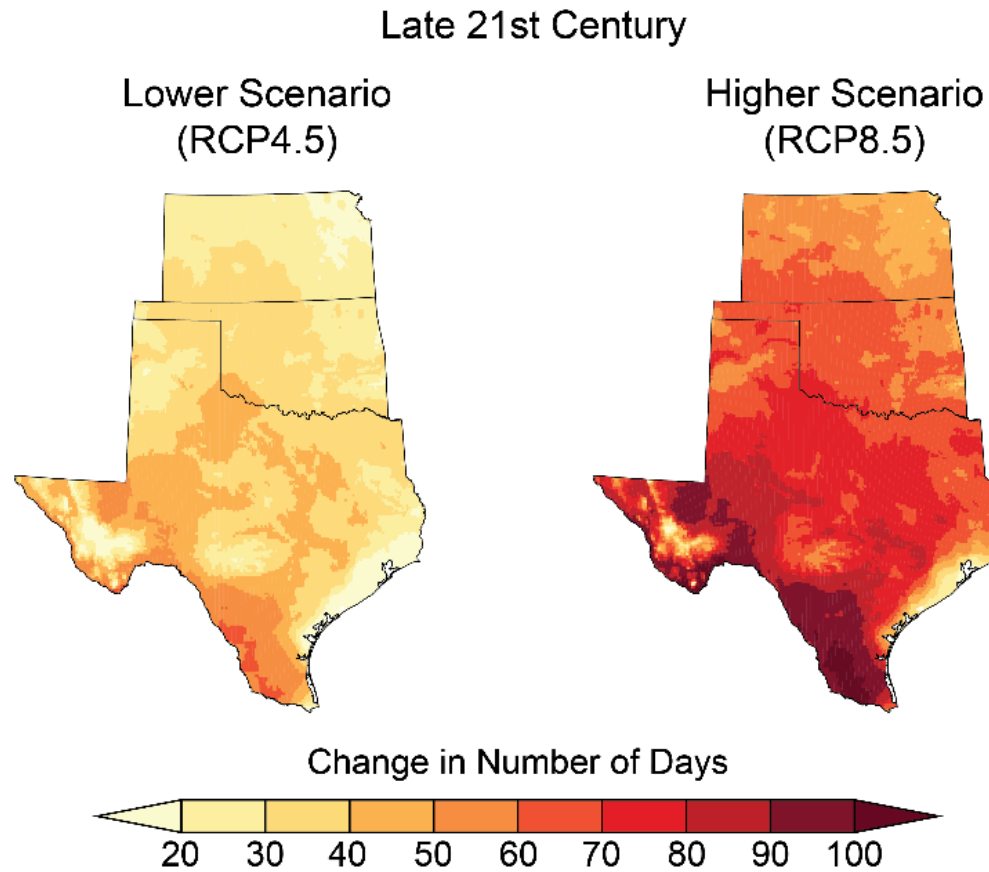 Late 21st Century
Lower Scenario
(RCP4.5)
Higher Scenario
(RCP8.5)
Change in Number of Days
20 30 40 50 60 70 80 90 100